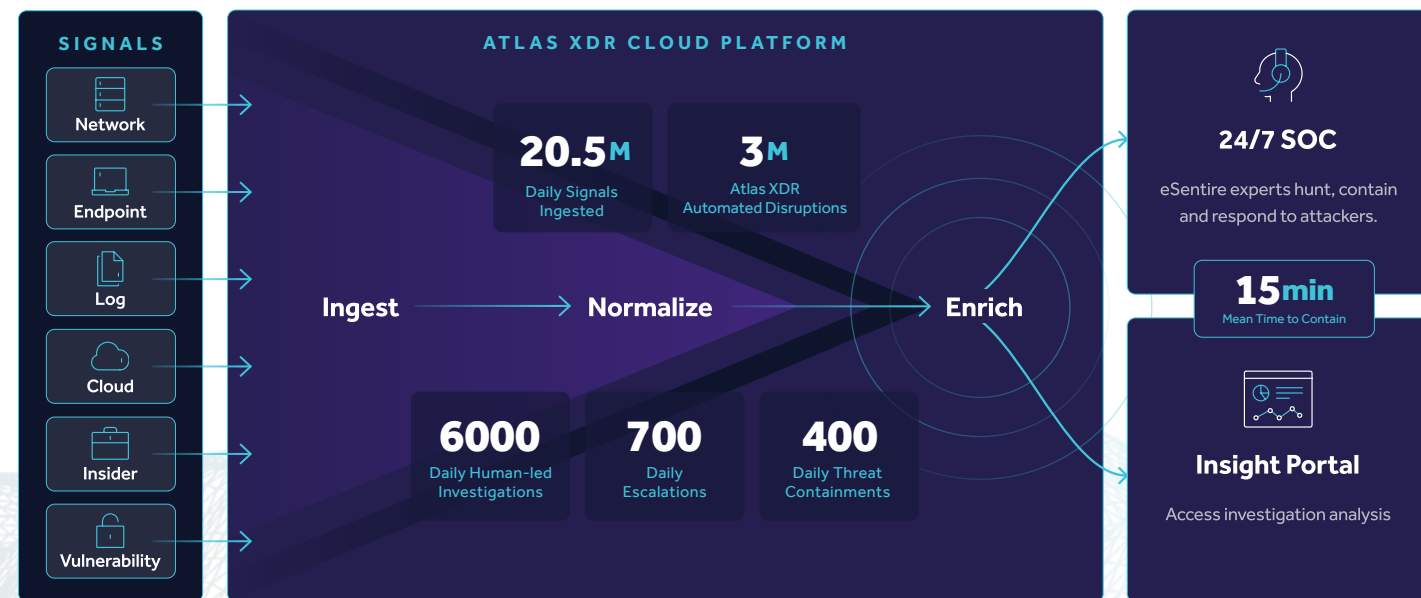 SIGNALS
Network
Endpoint
Log
Cloud
Insider
Vulnerability
ATLAS XDR CLOUD PLATFORM
20.5M
Daily Signals
Ingested
3M
Atlas XDR
Automated Disruptions
Ingest
Normalize
Enrich
6000
Daily Human-led
Investigations
700
Daily
Escalations
400
Daily Threat
Containments
24/7 SOC
eSentire experts hunt, contain
and respond to attackers.
15min
Mean Time to Contain
Insight Portal
Access investigation analysis